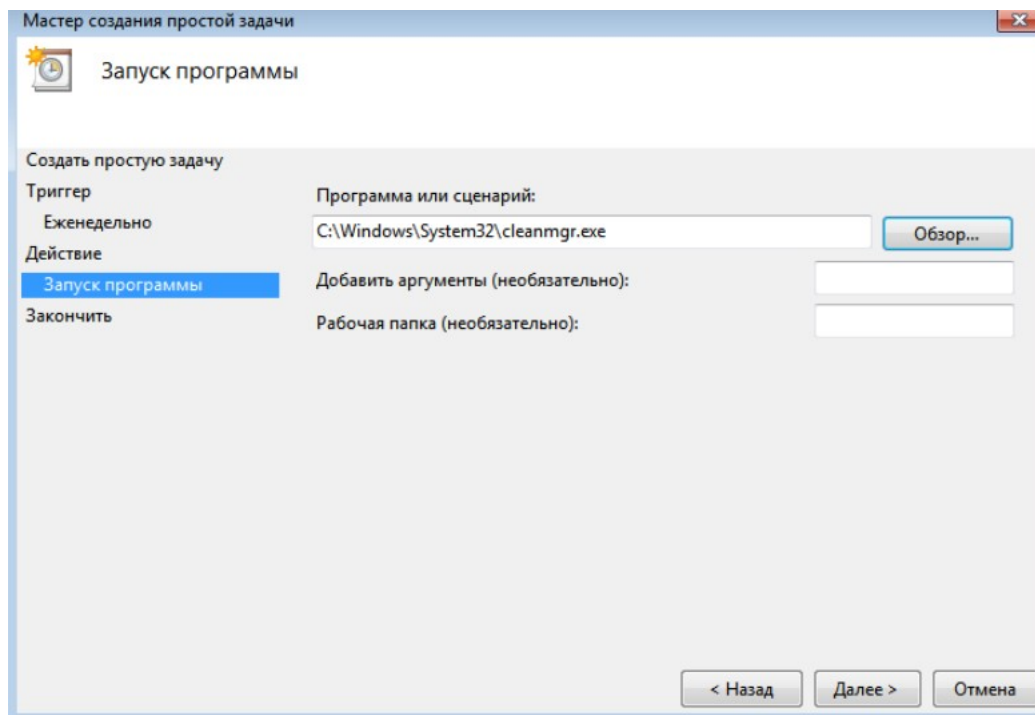 Мастер создания простой задачи
Запуск программы
Создать простую задачу
Триггер
Еженедельно
Действие
Запуск программы
Закончить
Программа или сценарий:
C:\Windows\System32\cleanmgr.exe
Обзор...
Добавить аргументы (необязательно):
Рабочая папка (необязательно):
< Назад
Далее >
Отмена